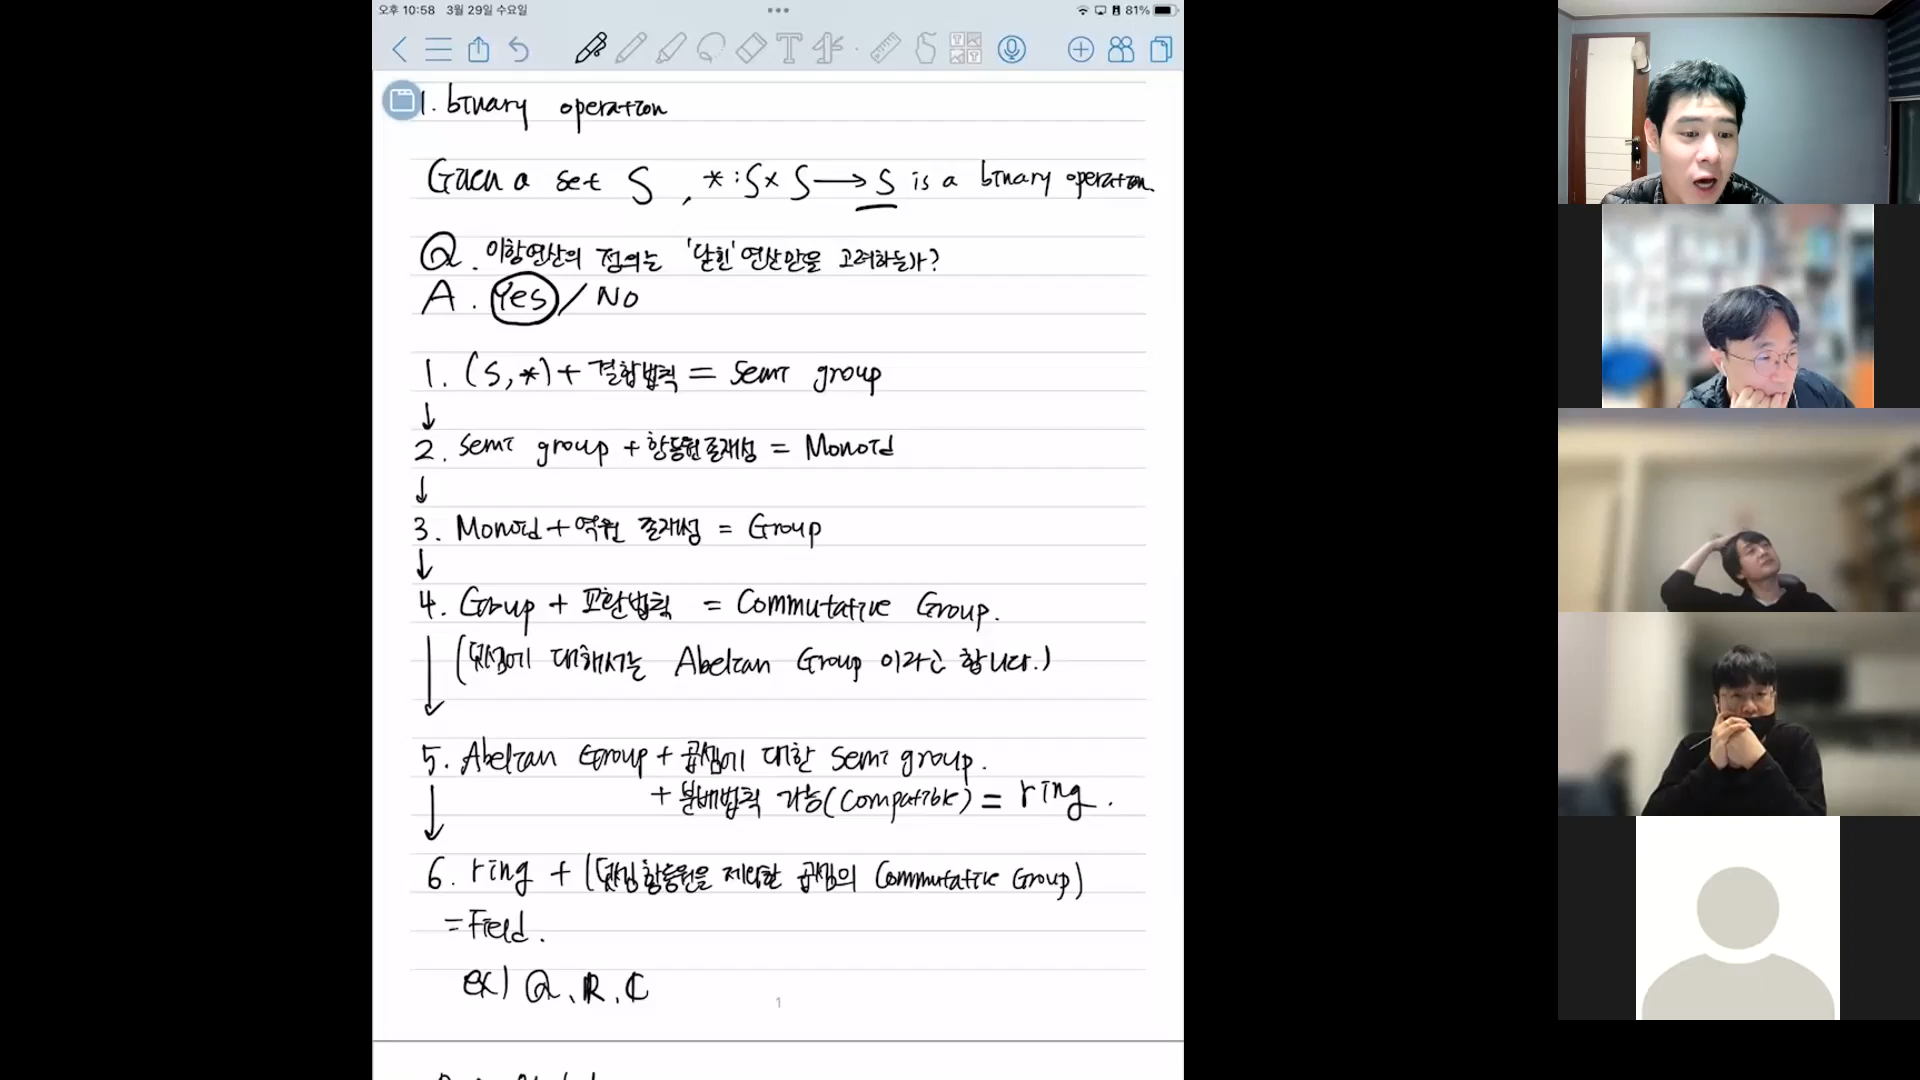 오후 10:58 3월 29일 수요일
81%
1. binary operation
Given a set S, *: S x S → S is a binary operation.
Q. 이항연산의 정의는 '닫힌' 연산만을 고려하는가?
A. Yes / No
1. (S, *) + 결합법칙 = Semi group
↓
2. Semi group + 항등원 존재성 = Monoid
↓
3. Monoid + 역원 존재성 = Group
↓
4. Group + 교환법칙 = Commutative Group.
↓ (덧셈에 대해서는 Abelian Group 이라고 합니다.)
5. Abelian Group + 곱셈에 대한 Semi group.
↓ + 분배법칙 가능(Compatible) = ring.
6. ring + (덧셈 항등원을 제외한 곱셈의 Commutative Group)
= Field.
ex) Q, R, C
1